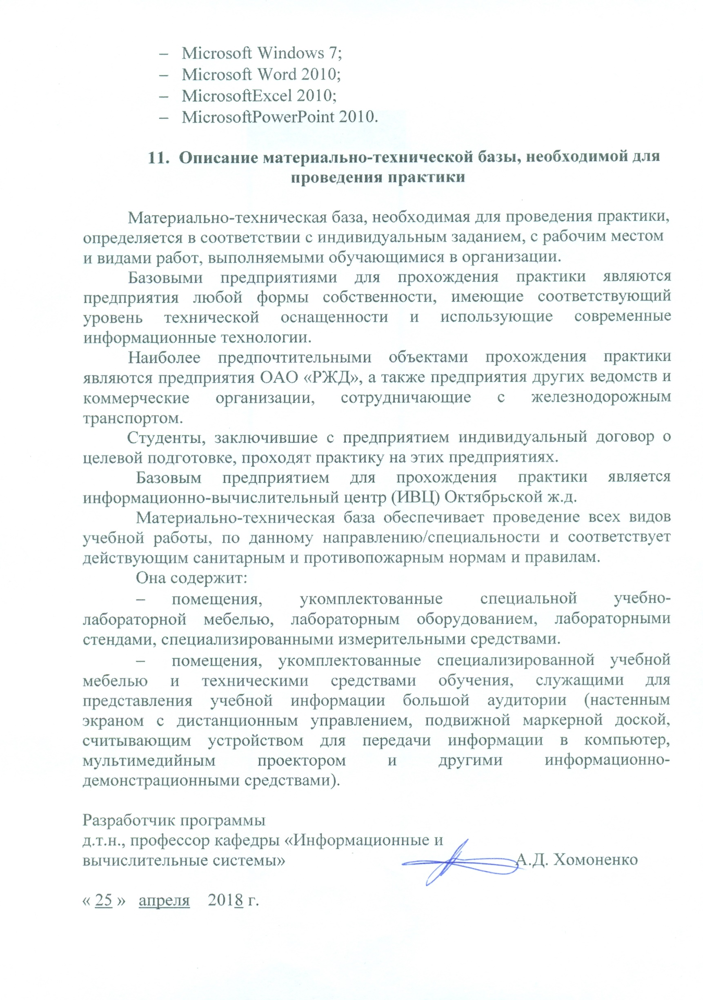 – Microsoft Windows 7;
– Microsoft Word 2010;
– MicrosoftExcel 2010;
– MicrosoftPowerPoint 2010.
11. Описание материально-технической базы, необходимой для
проведения практики
Материально-техническая база, необходимая для проведения практики,
определяется в соответствии с индивидуальным заданием, с рабочим местом
и видами работ, выполняемыми обучающимися в организации.
Базовыми предприятиями для прохождения практики являются
предприятия любой формы собственности, имеющие соответствующий
уровень технической оснащенности и использующие современные
информационные технологии.
Наиболее предпочтительными объектами прохождения практики
являются предприятия ОАО «РЖД», а также предприятия других ведомств и
коммерческие организации, сотрудничающие с железнодорожным
транспортом.
Студенты, заключившие с предприятием индивидуальный договор о
целевой подготовке, проходят практику на этих предприятиях.
Базовым предприятием для прохождения практики является
информационно-вычислительный центр (ИВЦ) Октябрьской ж.д.
Материально-техническая база обеспечивает проведение всех видов
учебной работы, по данному направлению/специальности и соответствует
действующим санитарным и противопожарным нормам и правилам.
Она содержит:
– помещения, укомплектованные специальной учебно-
лабораторной мебелью, лабораторным оборудованием, лабораторными
стендами, специализированными измерительными средствами.
– помещения, укомплектованные специализированной учебной
мебелью и техническими средствами обучения, служащими для
представления учебной информации большой аудитории (настенным
экраном с дистанционным управлением, подвижной маркерной доской,
считывающим устройством для передачи информации в компьютер,
мультимедийным проектором и другими информационно-
демонстрационными средствами).
Разработчик программы
д.т.н., профессор кафедры «Информационные и
вычислительные системы» А.Д. Хомоненко
« 25 » апреля 2018 г.